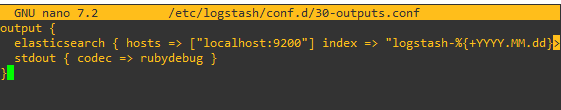 GNU nano 7.2 /etc/logstash/conf.d/30-outputs.conf
output {
  elasticsearch { hosts => ["localhost:9200"] index => "logstash-%{+YYYY.MM.dd}>
  stdout { codec => rubydebug }
}